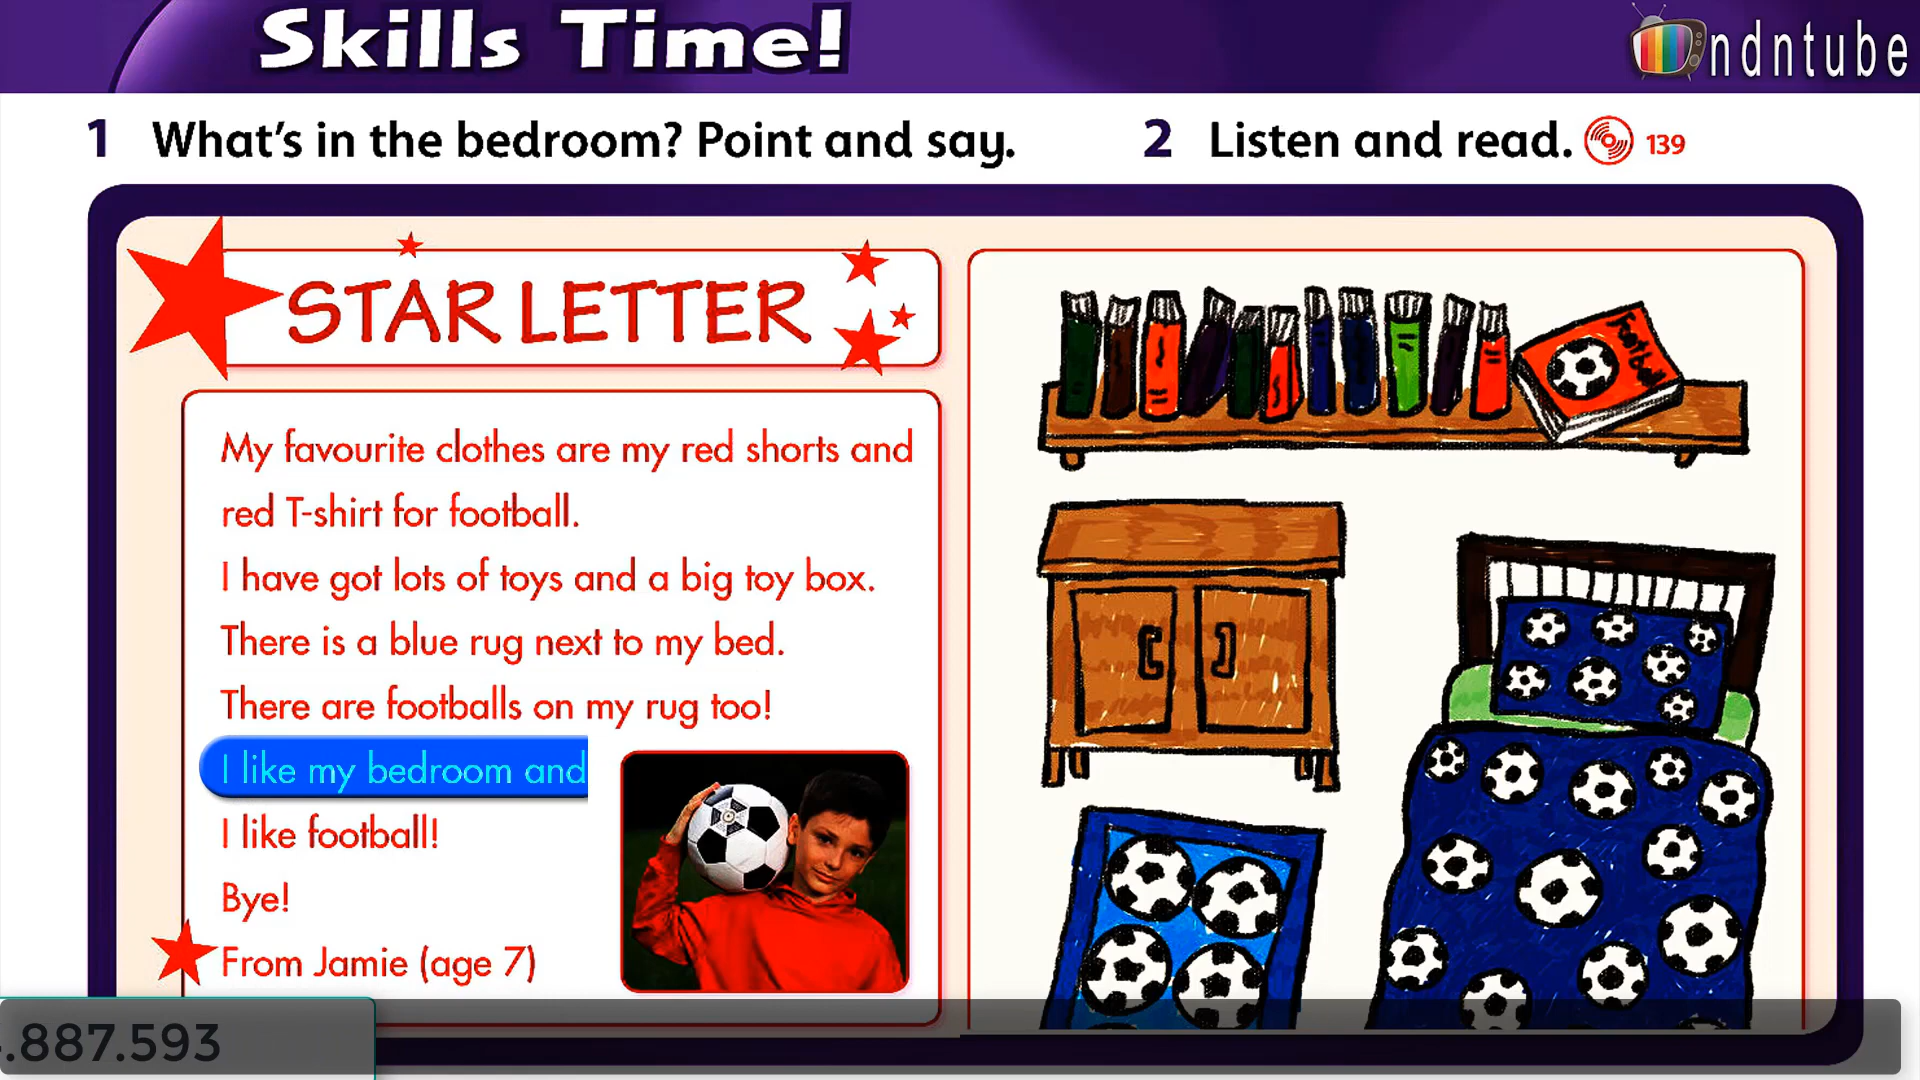 Skills Time!
ndntube
1 What's in the bedroom? Point and say.
2 Listen and read. 139
STAR LETTER
My favourite clothes are my red shorts and
red T-shirt for football.
I have got lots of toys and a big toy box.
There is a blue rug next to my bed.
There are footballs on my rug too!
I like my bedroom and
I like football!
Bye!
From Jamie (age 7)
football
.887.593